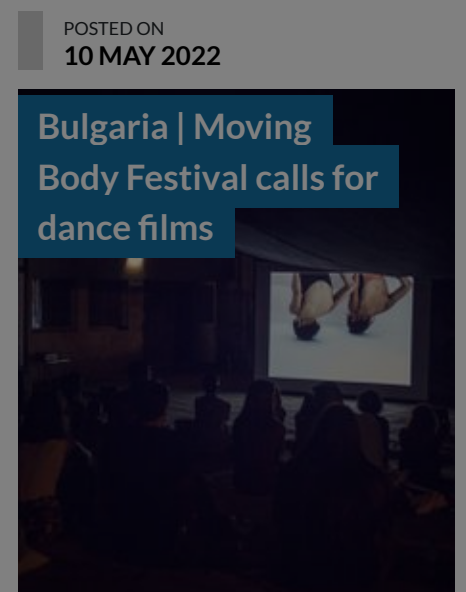 POSTED ON
10 MAY 2022
Bulgaria | Moving
Body Festival calls for
dance films